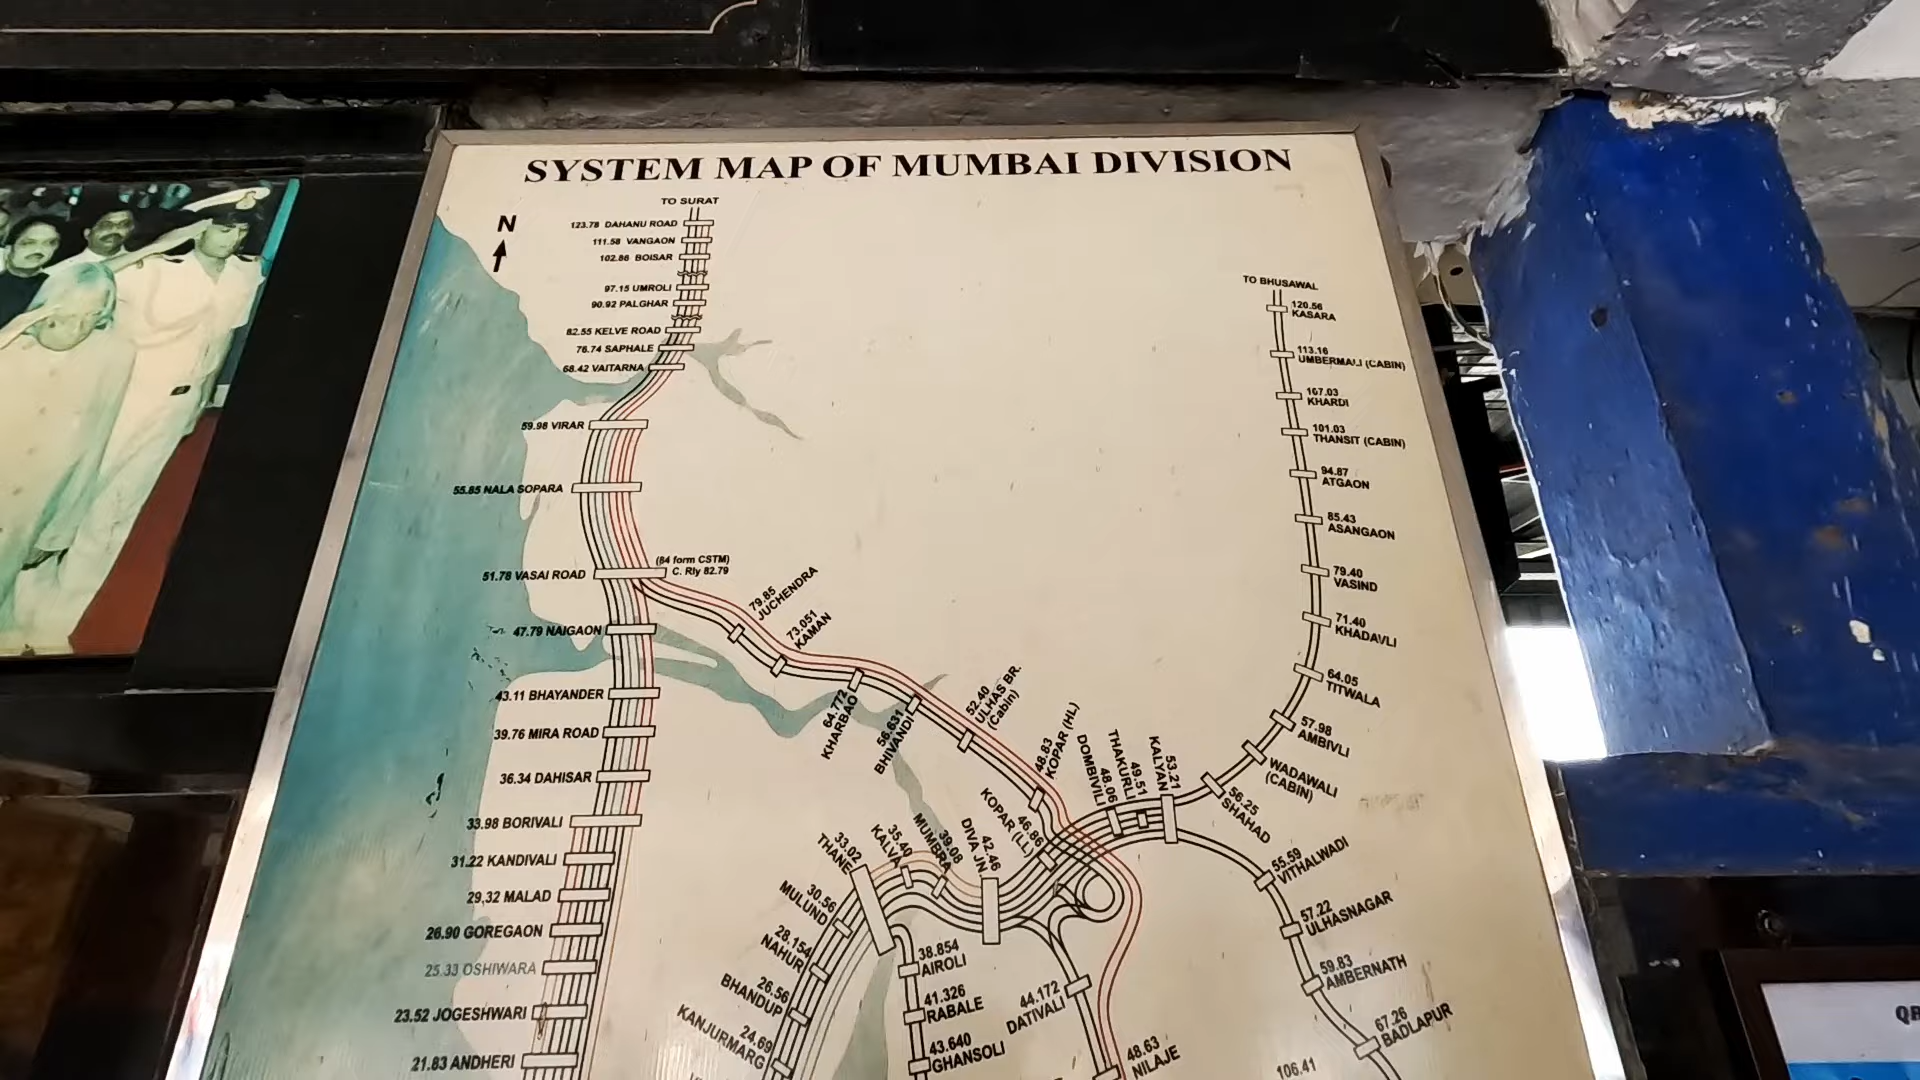 SYSTEM MAP OF MUMBAI DIVISION
N
TO SURAT
123.78 DAHANU ROAD
111.58 VANGAON
102.86 BOISAR
97.15 UMROLI
90.92 PALGHAR
82.55 KELVE ROAD
76.74 SAPHALE
68.42 VAITARNA
59.98 VIRAR
55.85 NALA SOPARA
51.78 VASAI ROAD
(84 form CSTM)
C. Rly 82.79
47.79 NAIGAON
43.11 BHAYANDER
39.76 MIRA ROAD
36.34 DAHISAR
33.98 BORIVALI
31.22 KANDIVALI
29.32 MALAD
26.90 GOREGAON
25.33 OSHIWARA
23.52 JOGESHWARI
21.83 ANDHERI
79.85
JUCHENDRA
73.051
KAMAN
64.772
KHARBAO
56.631
BHIVANDI
52.40
ULHAS BR.
(Cabin)
48.83
KOPAR (HL)
KOPAR (LL)
46.86
DOMBIVILI
48.06
THAKURLI
49.51
KALYAN
53.21
TO BHUSAWAL
120.56
KASARA
113.16
UMBERMALI (CABIN)
107.03
KHARDI
101.03
THANSIT (CABIN)
94.87
ATGAON
85.43
ASANGAON
79.40
VASIND
71.40
KHADAVLI
64.05
TITWALA
57.98
AMBIVLI
WADAWALI
(CABIN)
56.25
SHAHAD
55.59
VITHALWADI
57.22
ULHASNAGAR
59.83
AMBERNATH
67.26
BADLAPUR
106.41
33.02
THANE
35.40
KALVA
39.08
MUMBRA
42.46
DIVA JN
30.56
MULUND
28.154
NAHUR
26.56
BHANDUP
24.69
KANJURMARG
38.854
AIROLI
41.326
RABALE
43.640
GHANSOLI
44.172
DATIVALI
48.63
NILAJE